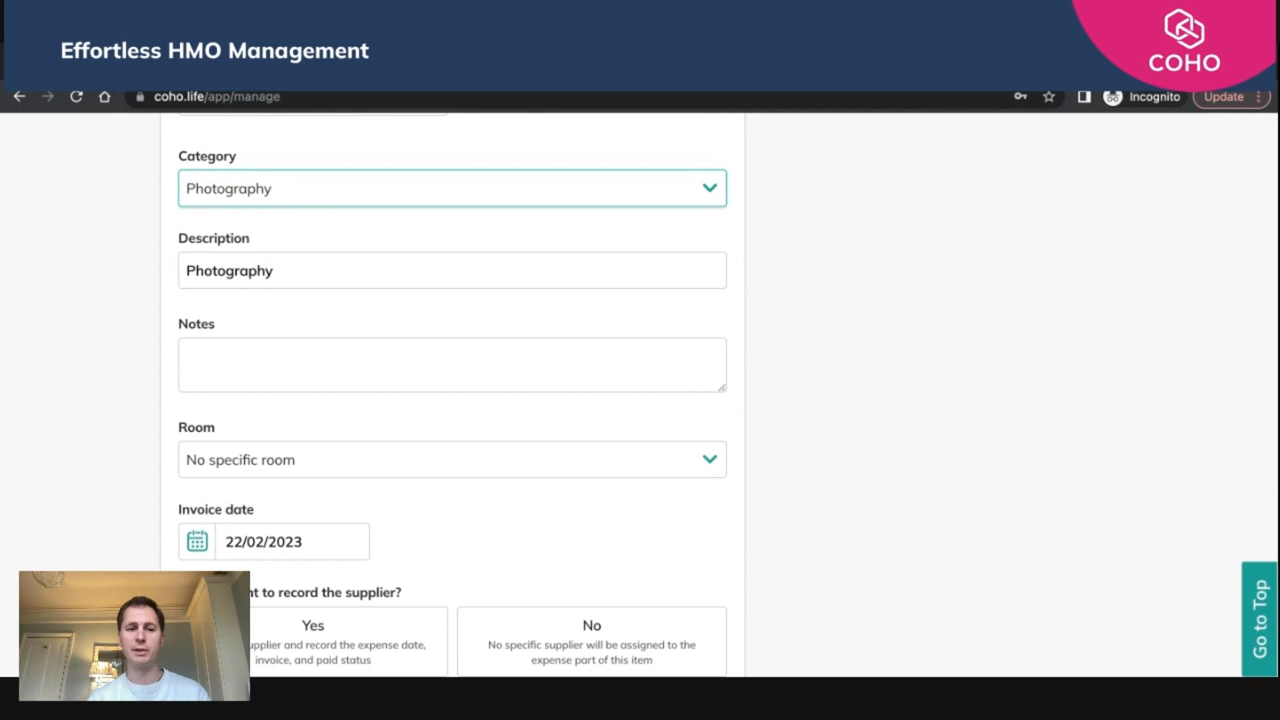 Effortless HMO Management
COHO
coho.life/app/manage
Incognito
Update
Category
Photography
Description
Photography
Notes
Room
No specific room
Invoice date
22/02/2023
to record the supplier?
Yes
and record the expense date,
invoice, and paid status
No
No specific supplier will be assigned to the
expense part of this item
Go to Top